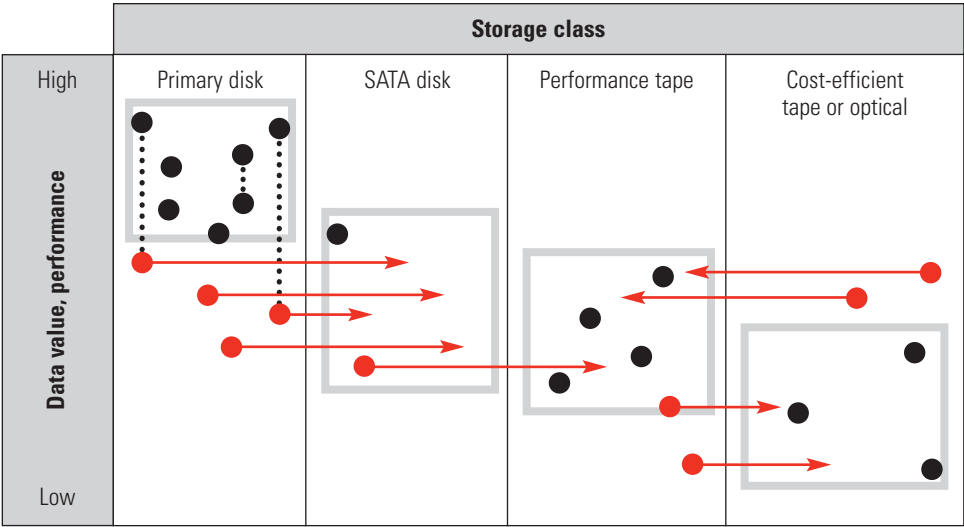 Storage class
High
Primary disk
SATA disk
Performance tape
Cost-efficient
tape or optical
Data value, performance
Low